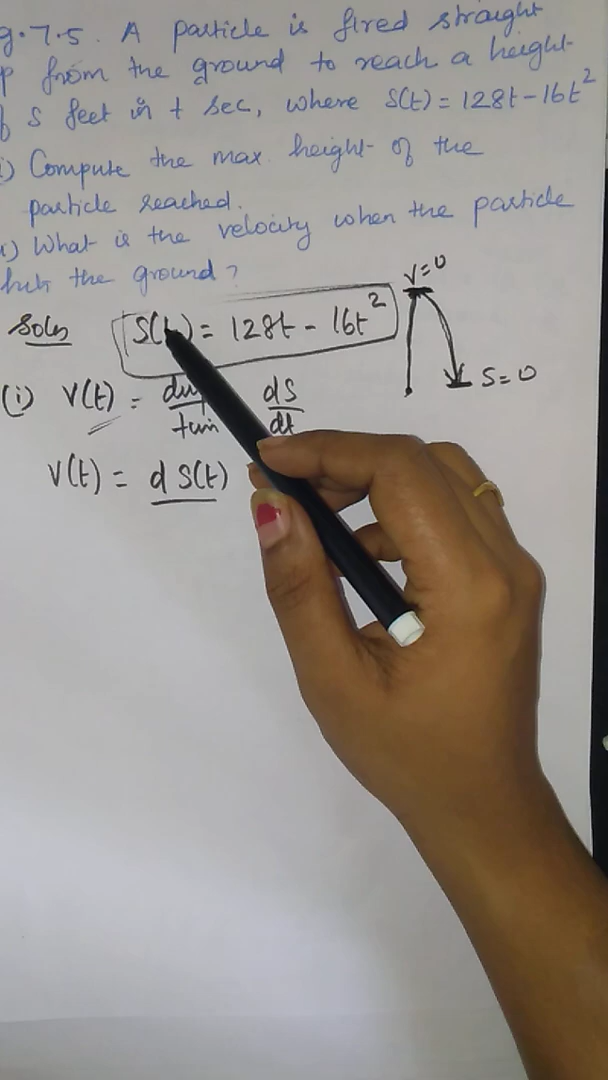 g.7.5. A particle is fired straight
p from the ground to reach a height
f s feet in t sec, where S(t) = 128t - 16t²
i) Compute the max height of the
particle reached.
i) What is the velocity when the particle
hits the ground?
V=0
Soln S(t) = 128t - 16t²
S=0
(i) V(t) = dS/dt
V(t) = d S(t)